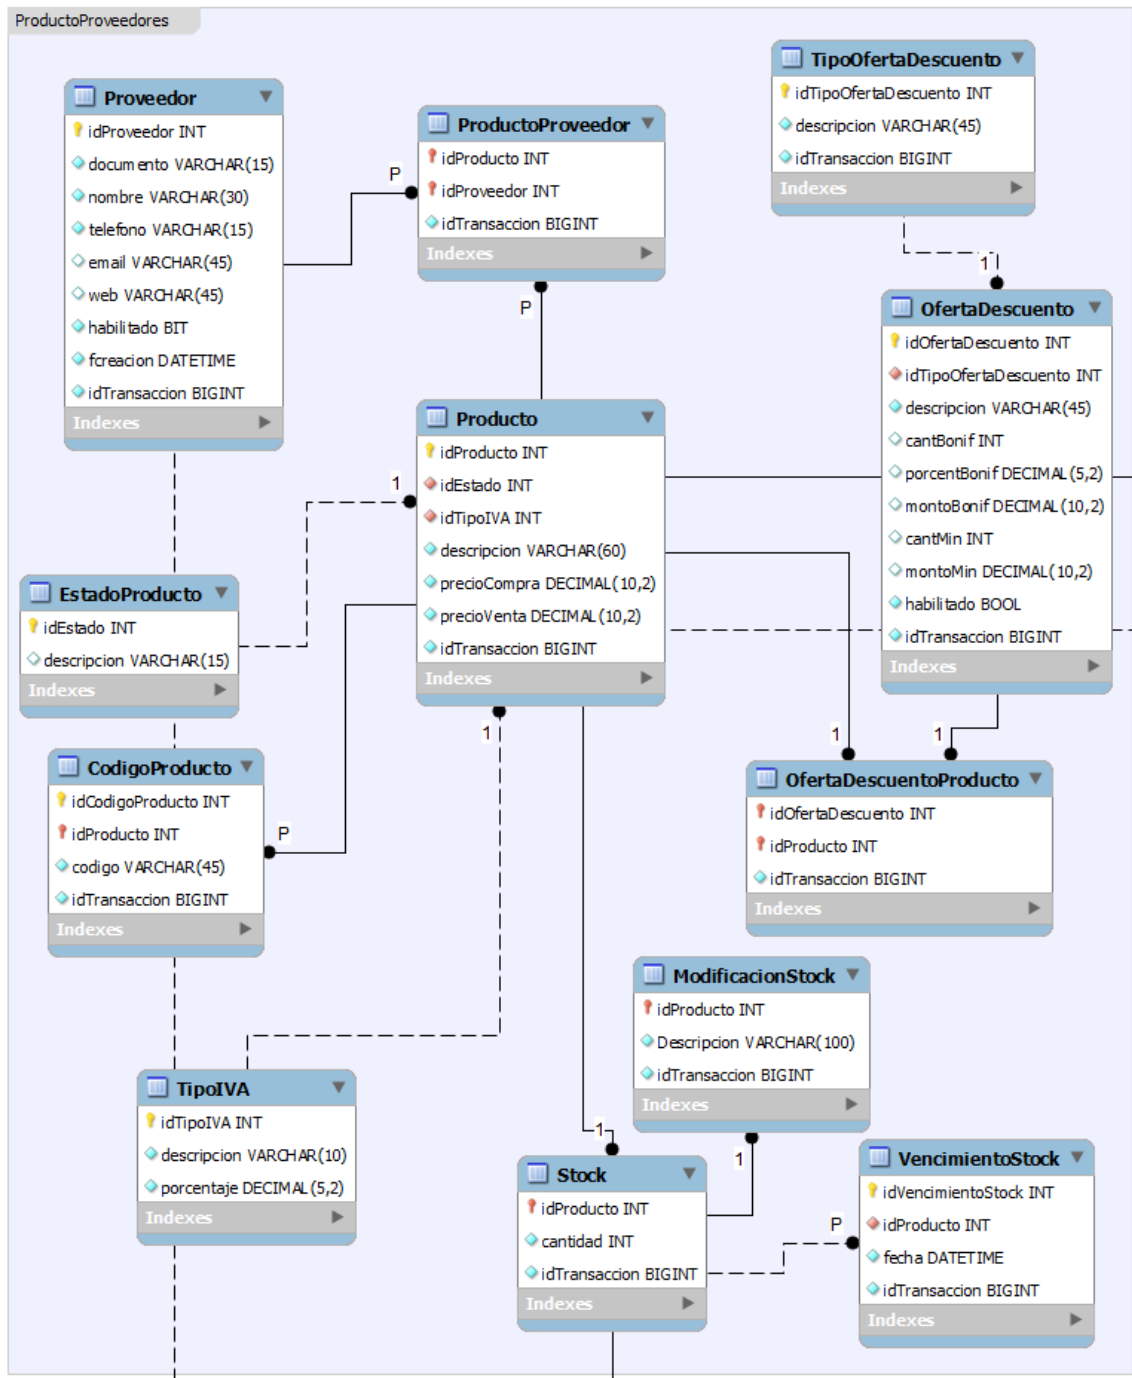 ProductoProveedores
Proveedor
idProveedor INT
documento VARCHAR(15)
nombre VARCHAR(30)
telefono VARCHAR(15)
email VARCHAR(45)
web VARCHAR(45)
habilitado BIT
fcreacion DATETIME
idTransaccion BIGINT
Indexes
P
ProductoProveedor
idProducto INT
idProveedor INT
idTransaccion BIGINT
Indexes
P
TipoOfertaDescuento
idTipoOfertaDescuento INT
descripcion VARCHAR(45)
idTransaccion BIGINT
Indexes
1
OfertaDescuento
idOfertaDescuento INT
idTipoOfertaDescuento INT
descripcion VARCHAR(45)
cantBonif INT
porcentBonif DECIMAL(5,2)
montoBonif DECIMAL(10,2)
cantMin INT
montoMin DECIMAL(10,2)
habilitado BOOL
idTransaccion BIGINT
Indexes
1
Producto
idProducto INT
idEstado INT
idTipoIVA INT
descripcion VARCHAR(60)
precioCompra DECIMAL(10,2)
precioVenta DECIMAL(10,2)
idTransaccion BIGINT
Indexes
1
EstadoProducto
idEstado INT
descripcion VARCHAR(15)
Indexes
1
1
CodigoProducto
idCodigoProducto INT
idProducto INT
codigo VARCHAR(45)
idTransaccion BIGINT
Indexes
P
OfertaDescuentoProducto
idOfertaDescuento INT
idProducto INT
idTransaccion BIGINT
Indexes
ModificacionStock
idProducto INT
Descripcion VARCHAR(100)
idTransaccion BIGINT
Indexes
1
TipoIVA
idTipoIVA INT
descripcion VARCHAR(10)
porcentaje DECIMAL(5,2)
Indexes
1
Stock
idProducto INT
cantidad INT
idTransaccion BIGINT
Indexes
P
VencimientoStock
idVencimientoStock INT
idProducto INT
fecha DATETIME
idTransaccion BIGINT
Indexes